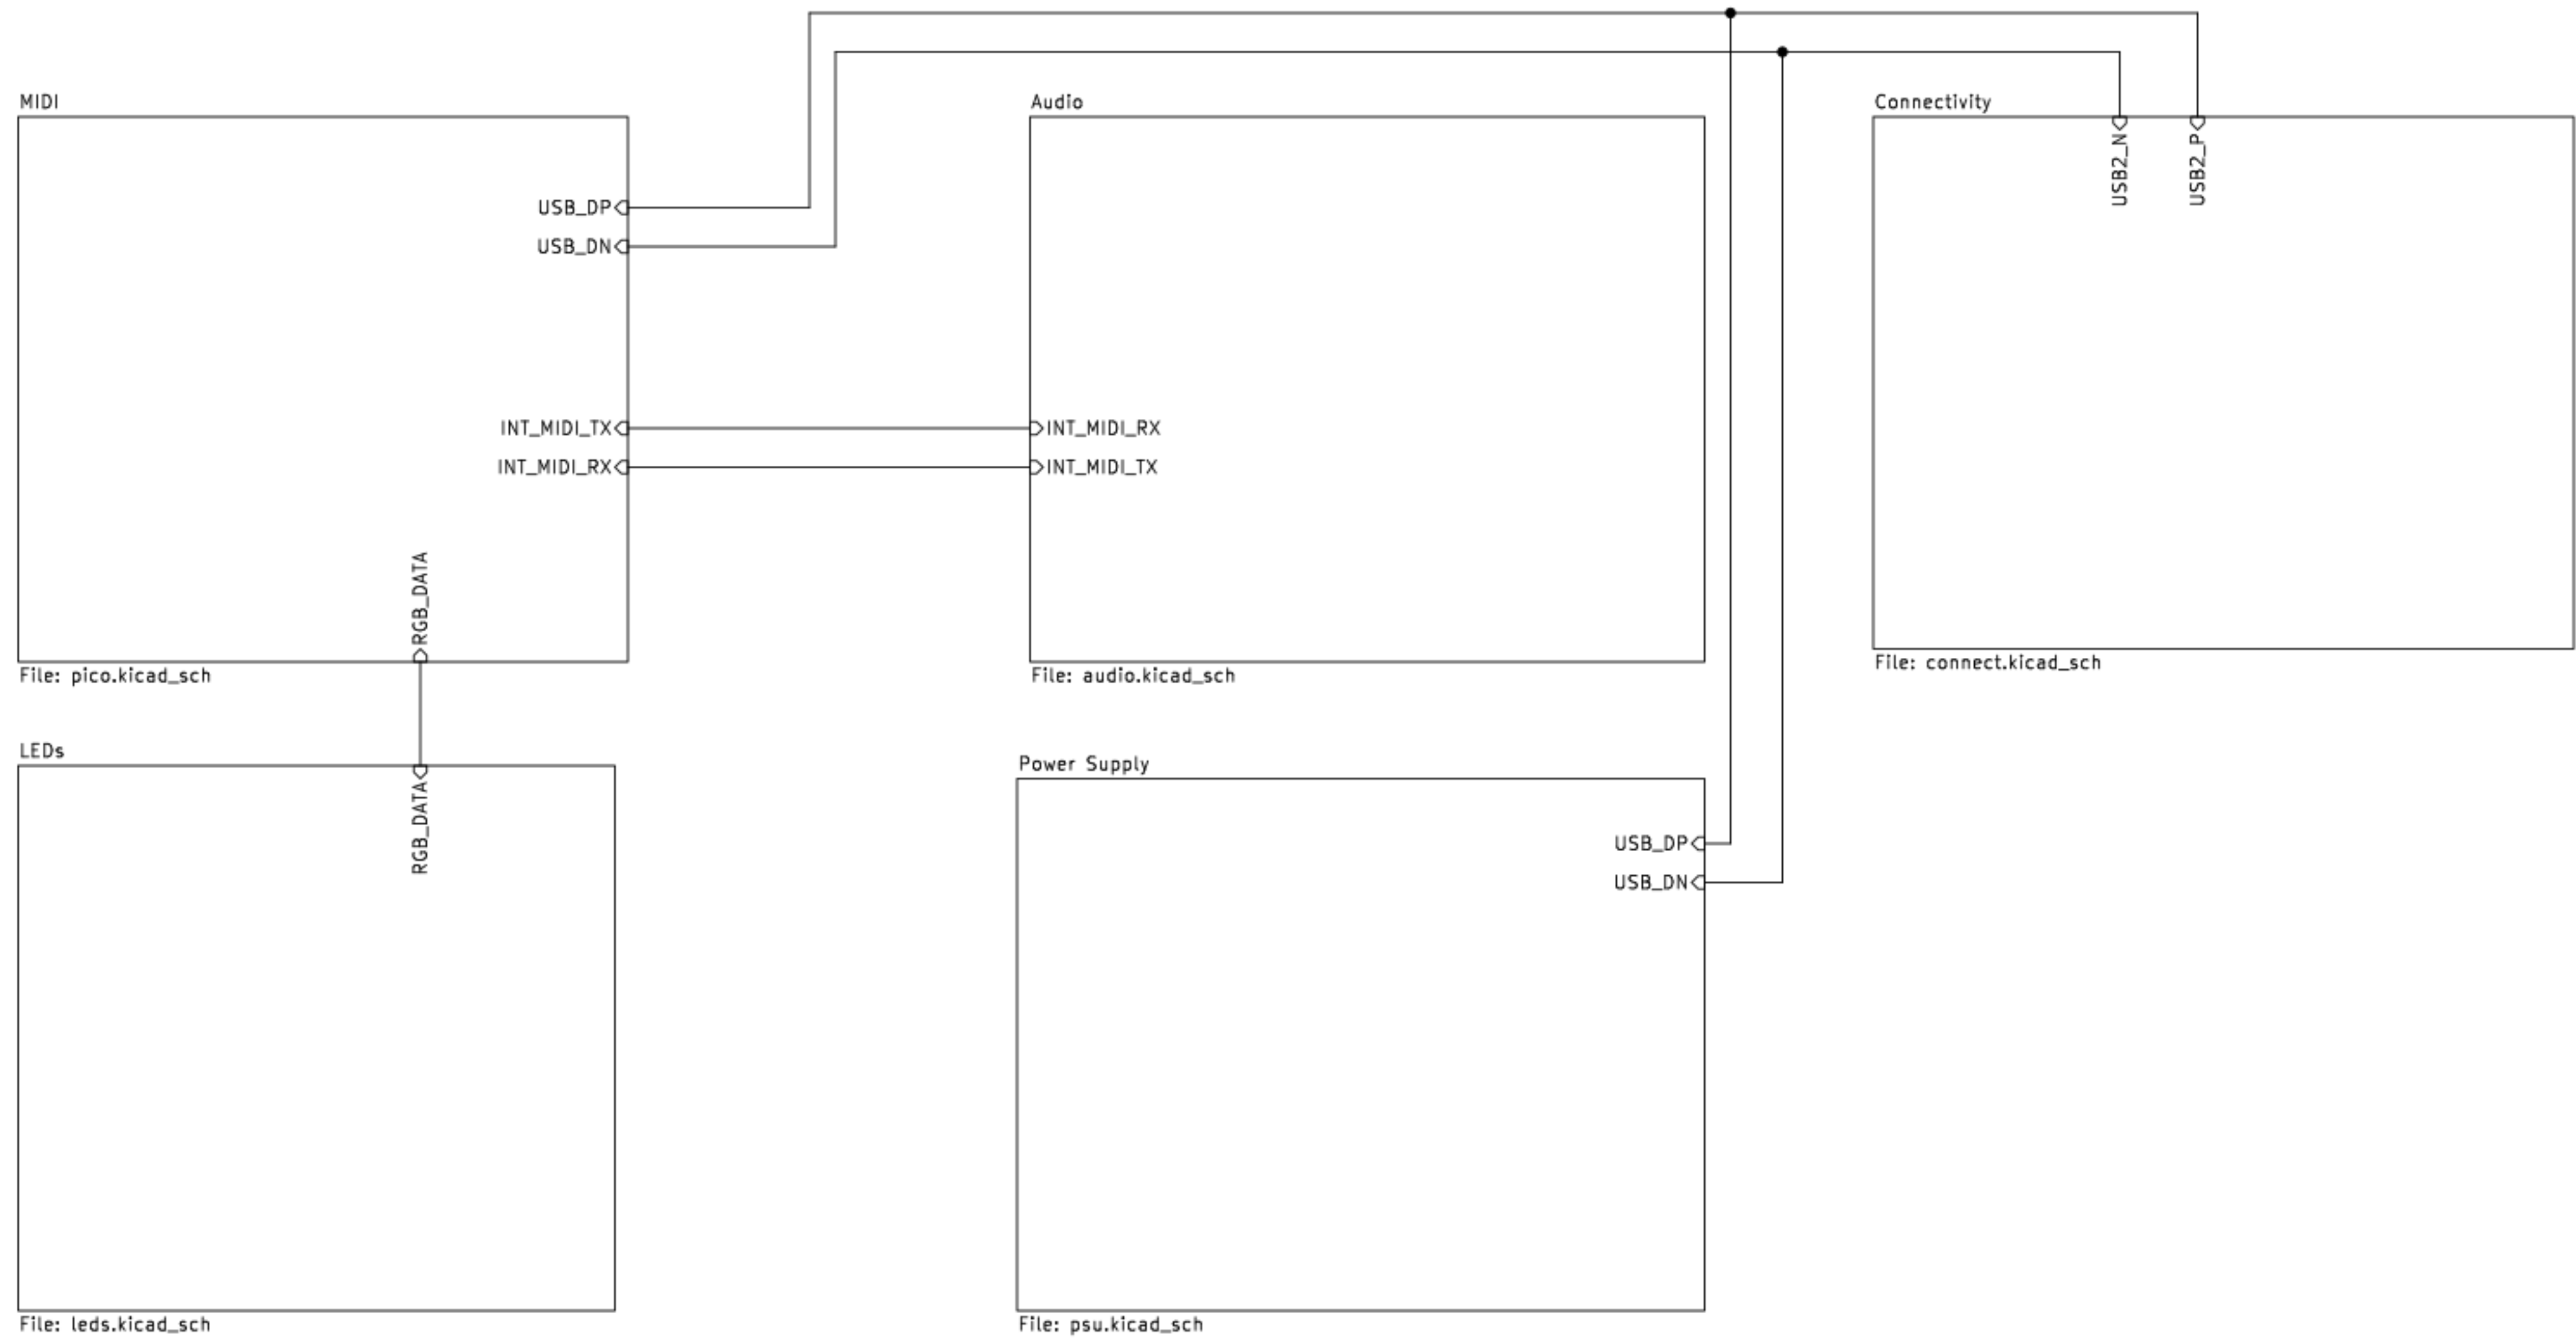 MIDI
USB_DP
USB_DN
INT_MIDI_TX
INT_MIDI_RX
RGB_DATA
File: pico.kicad_sch
Audio
INT_MIDI_RX
INT_MIDI_TX
File: audio.kicad_sch
Connectivity
USB2_N
USB2_P
File: connect.kicad_sch
LEDs
RGB_DATA
File: leds.kicad_sch
Power Supply
USB_DP
USB_DN
File: psu.kicad_sch